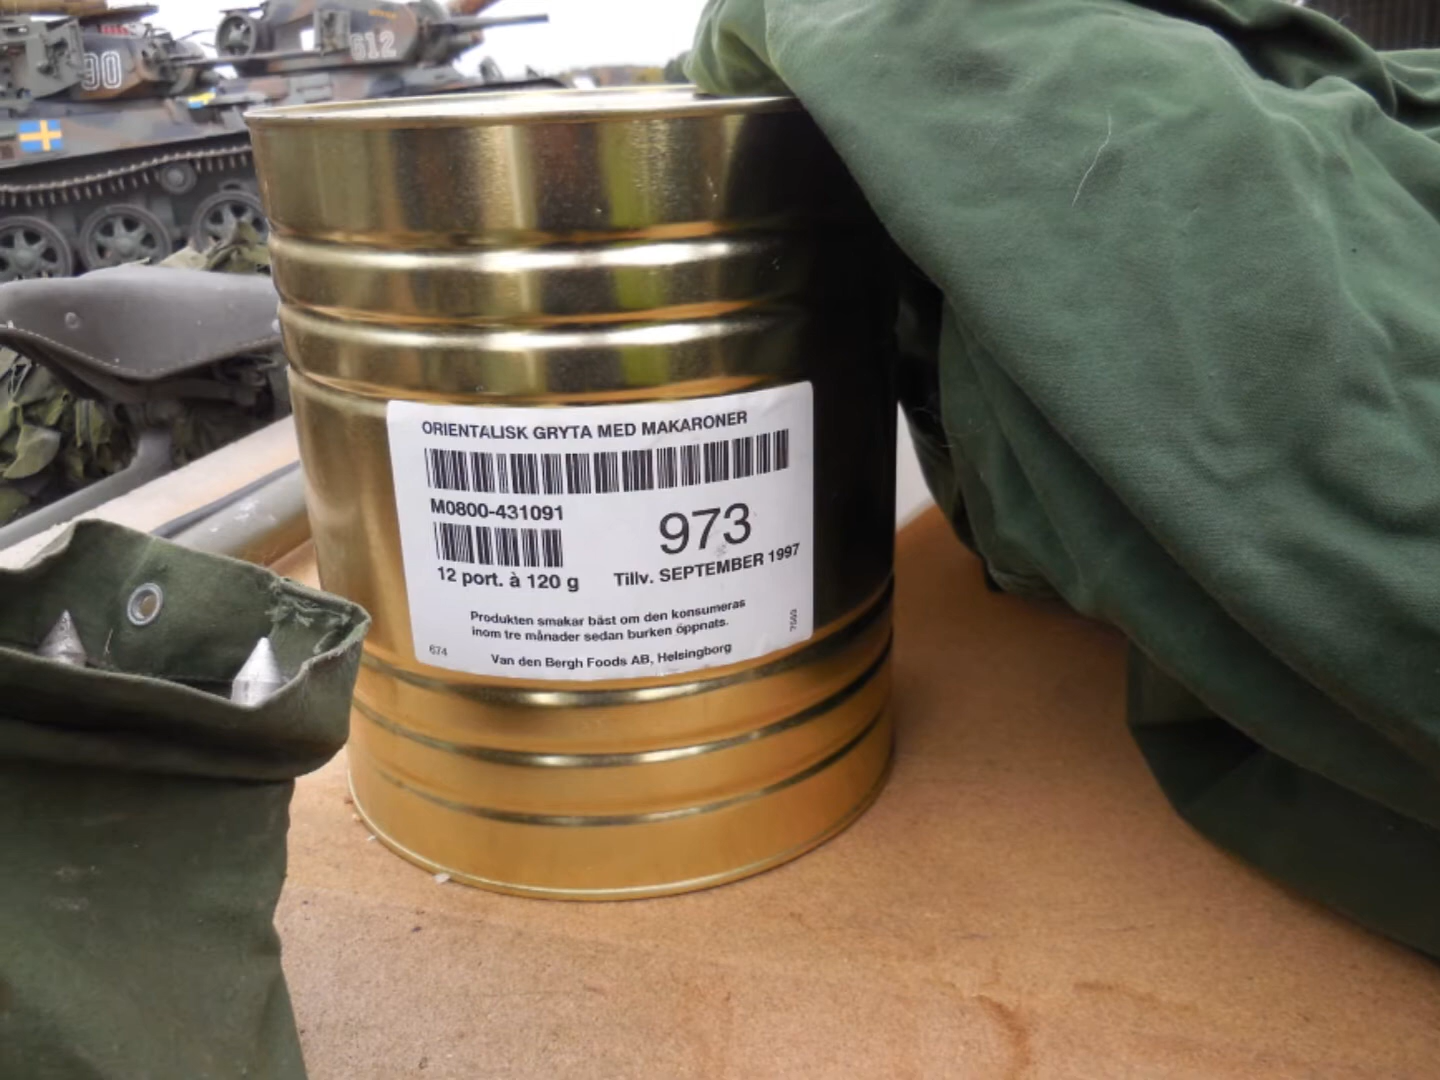 90
612
ORIENTALISK GRYTA MED MAKARONER
M0800-431091
973
12 port. à 120 g
Tillv. SEPTEMBER 1997
Produkten smakar bäst om den konsumeras
inom tre månader sedan burken öppnats.
674
Van den Bergh Foods AB, Helsingborg